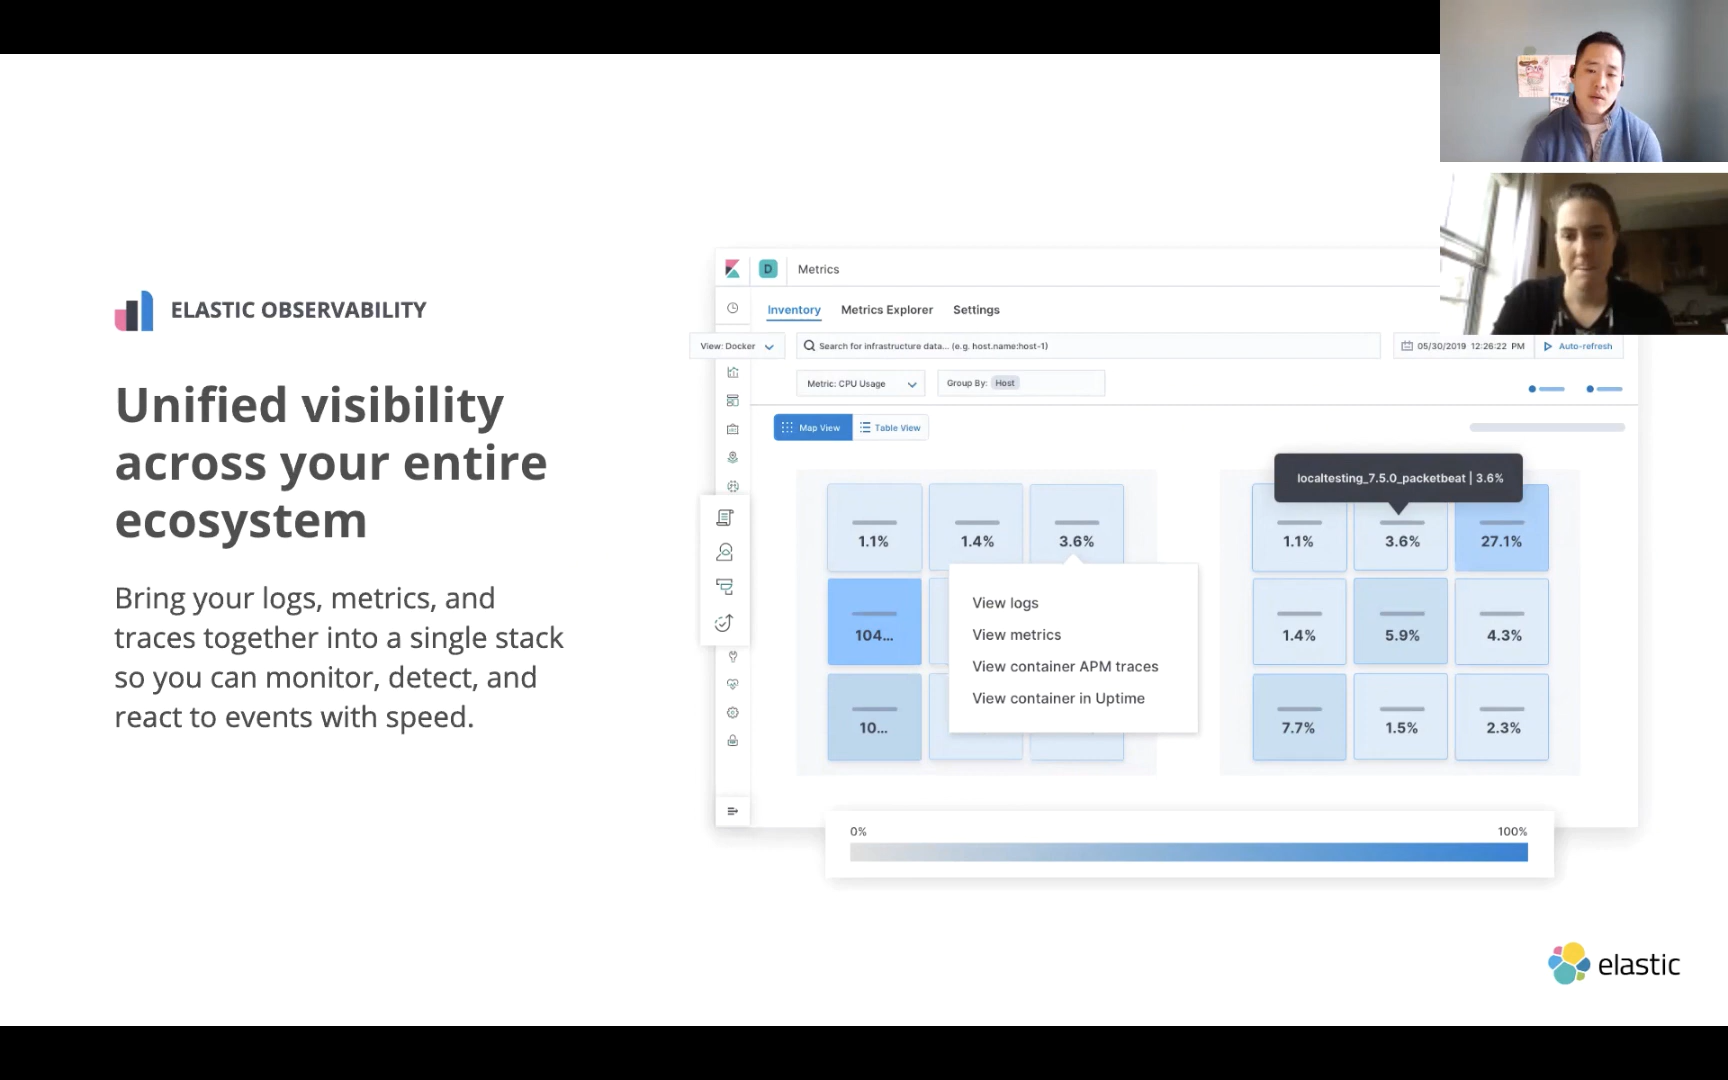 ELASTIC OBSERVABILITY
Unified visibility
across your entire
ecosystem
Bring your logs, metrics, and
traces together into a single stack
so you can monitor, detect, and
react to events with speed.
D
Metrics
Inventory
Metrics Explorer
Settings
View: Docker
Search for infrastructure data... (e.g. host.name:host-1)
05/30/2019 12:26:22 PM
Auto-refresh
Metric: CPU Usage
Group By: Host
Map View
Table View
localtesting_7.5.0_packetbeat | 3.6%
1.1%
1.4%
3.6%
1.1%
3.6%
27.1%
View logs
View metrics
View container APM traces
View container in Uptime
104...
1.4%
5.9%
4.3%
10...
7.7%
1.5%
2.3%
0%
100%
elastic